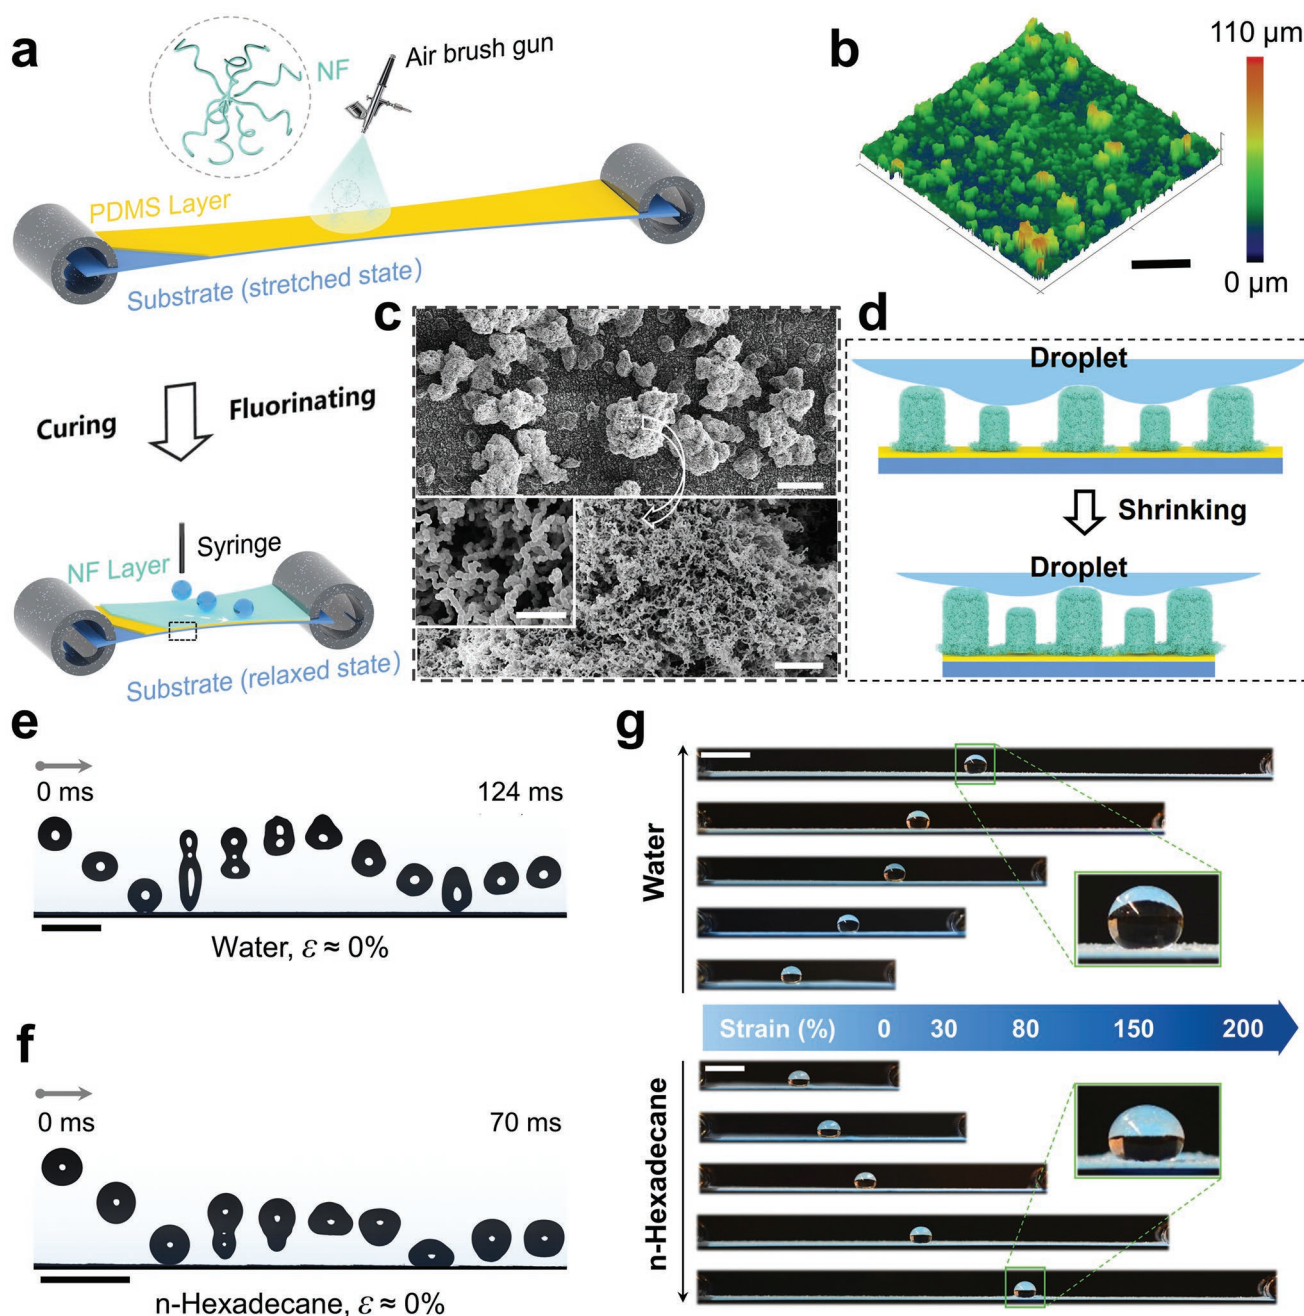 a
NF
Air brush gun
PDMS Layer
Substrate (stretched state)
Curing
Fluorinating
Syringe
NF Layer
Substrate (relaxed state)
b
110 µm
0 µm
c
d
Droplet
Shrinking
Droplet
e
0 ms
124 ms
Water, ε ≈ 0%
f
0 ms
70 ms
n-Hexadecane, ε ≈ 0%
g
Water
Strain (%) 0 30 80 150 200
n-Hexadecane